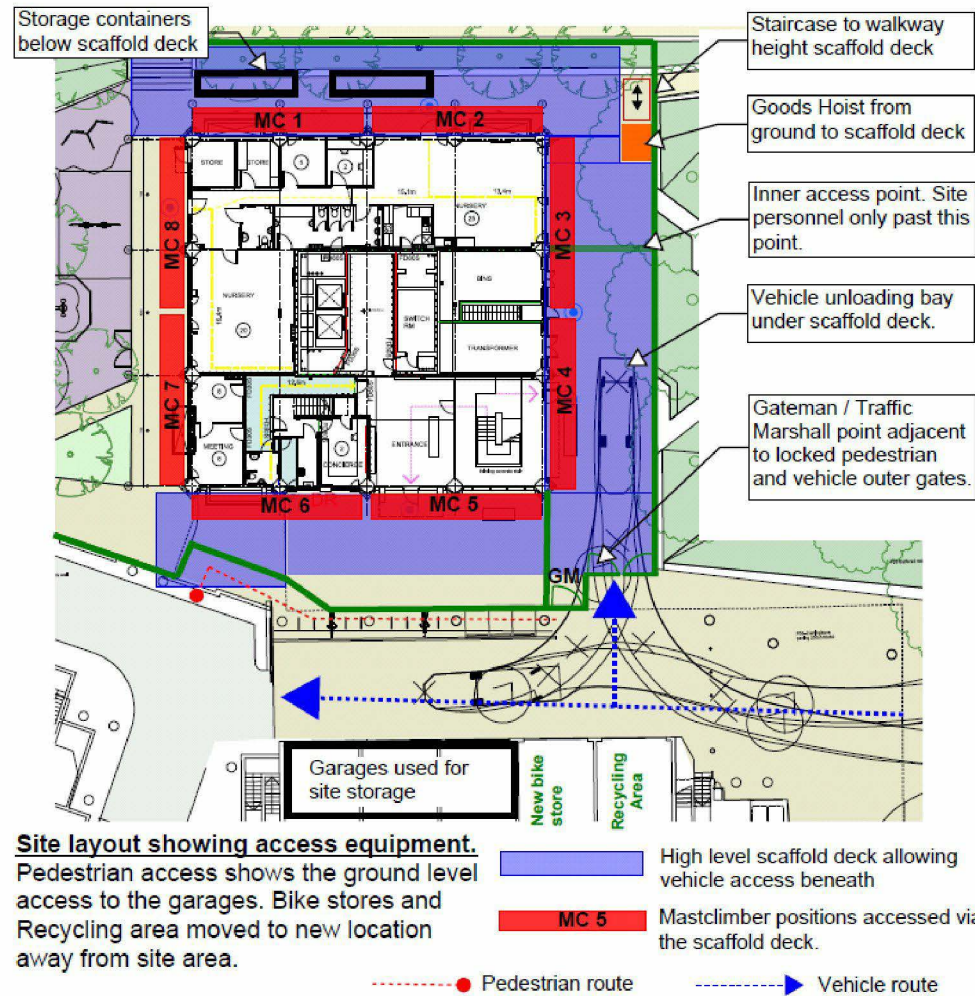 Storage containers
below scaffold deck
Staircase to walkway
height scaffold deck
Goods Hoist from
ground to scaffold deck
Inner access point. Site
personnel only past this
point.
Vehicle unloading bay
under scaffold deck.
Gateman / Traffic
Marshall point adjacent
to locked pedestrian
and vehicle outer gates.
MC 1
MC 2
MC 3
MC 4
MC 5
MC 6
MC 7
MC 8
STORE
STORE
NURSERY
NURSERY
20
BINS
SWITCH
RM
TRANSFORMER
MEETING
ENTRANCE
CONCIERGE
GM
Garages used for
site storage
New bike
store
Recycling
Area
Site layout showing access equipment.
Pedestrian access shows the ground level
access to the garages. Bike stores and
Recycling area moved to new location
away from site area.
High level scaffold deck allowing
vehicle access beneath
MC 5
Mastclimber positions accessed via
the scaffold deck.
Pedestrian route
Vehicle route